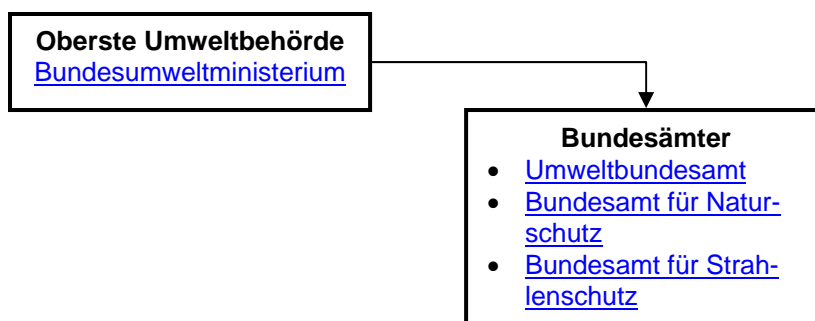 Oberste Umweltbehörde
Bundesumweltministerium
Bundesämter
• Umweltbundesamt
• Bundesamt für Natur-
schutz
• Bundesamt für Strah-
lenschutz